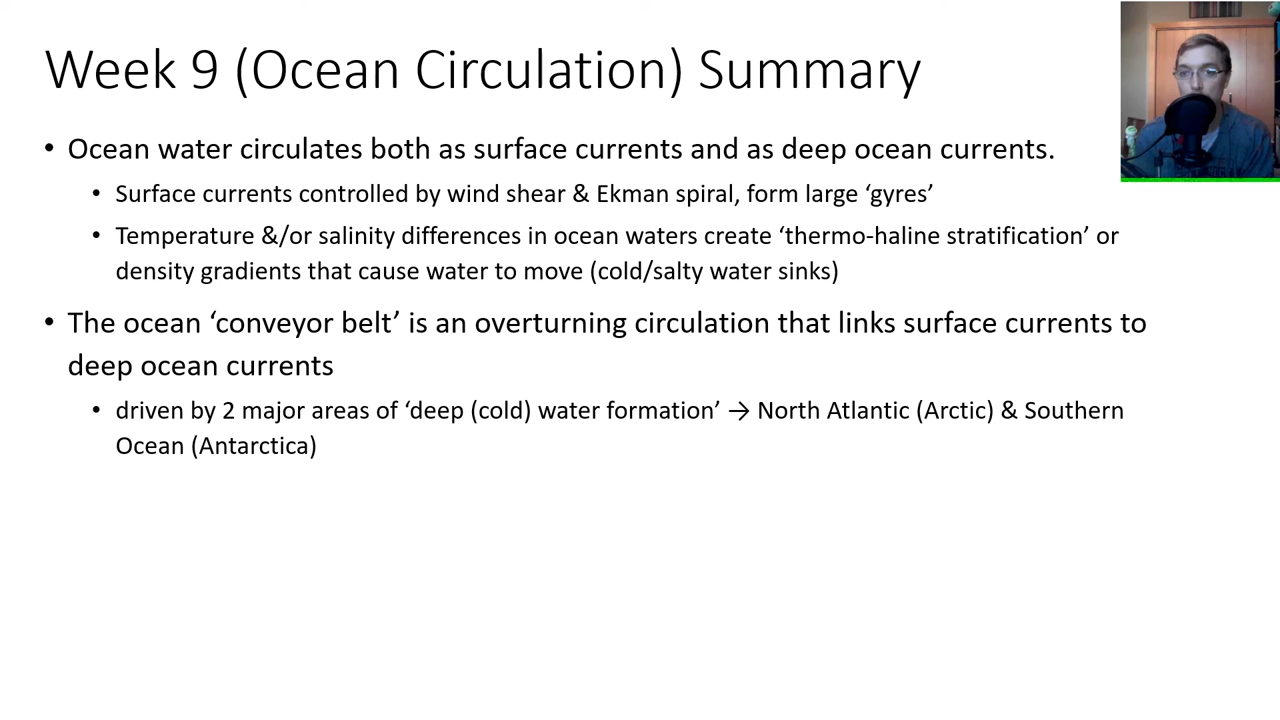 Week 9 (Ocean Circulation) Summary
• Ocean water circulates both as surface currents and as deep ocean currents.
• Surface currents controlled by wind shear & Ekman spiral, form large ‘gyres’
• Temperature &/or salinity differences in ocean waters create ‘thermo-haline stratification’ or
density gradients that cause water to move (cold/salty water sinks)
• The ocean ‘conveyor belt’ is an overturning circulation that links surface currents to
deep ocean currents
• driven by 2 major areas of ‘deep (cold) water formation’ → North Atlantic (Arctic) & Southern
Ocean (Antarctica)